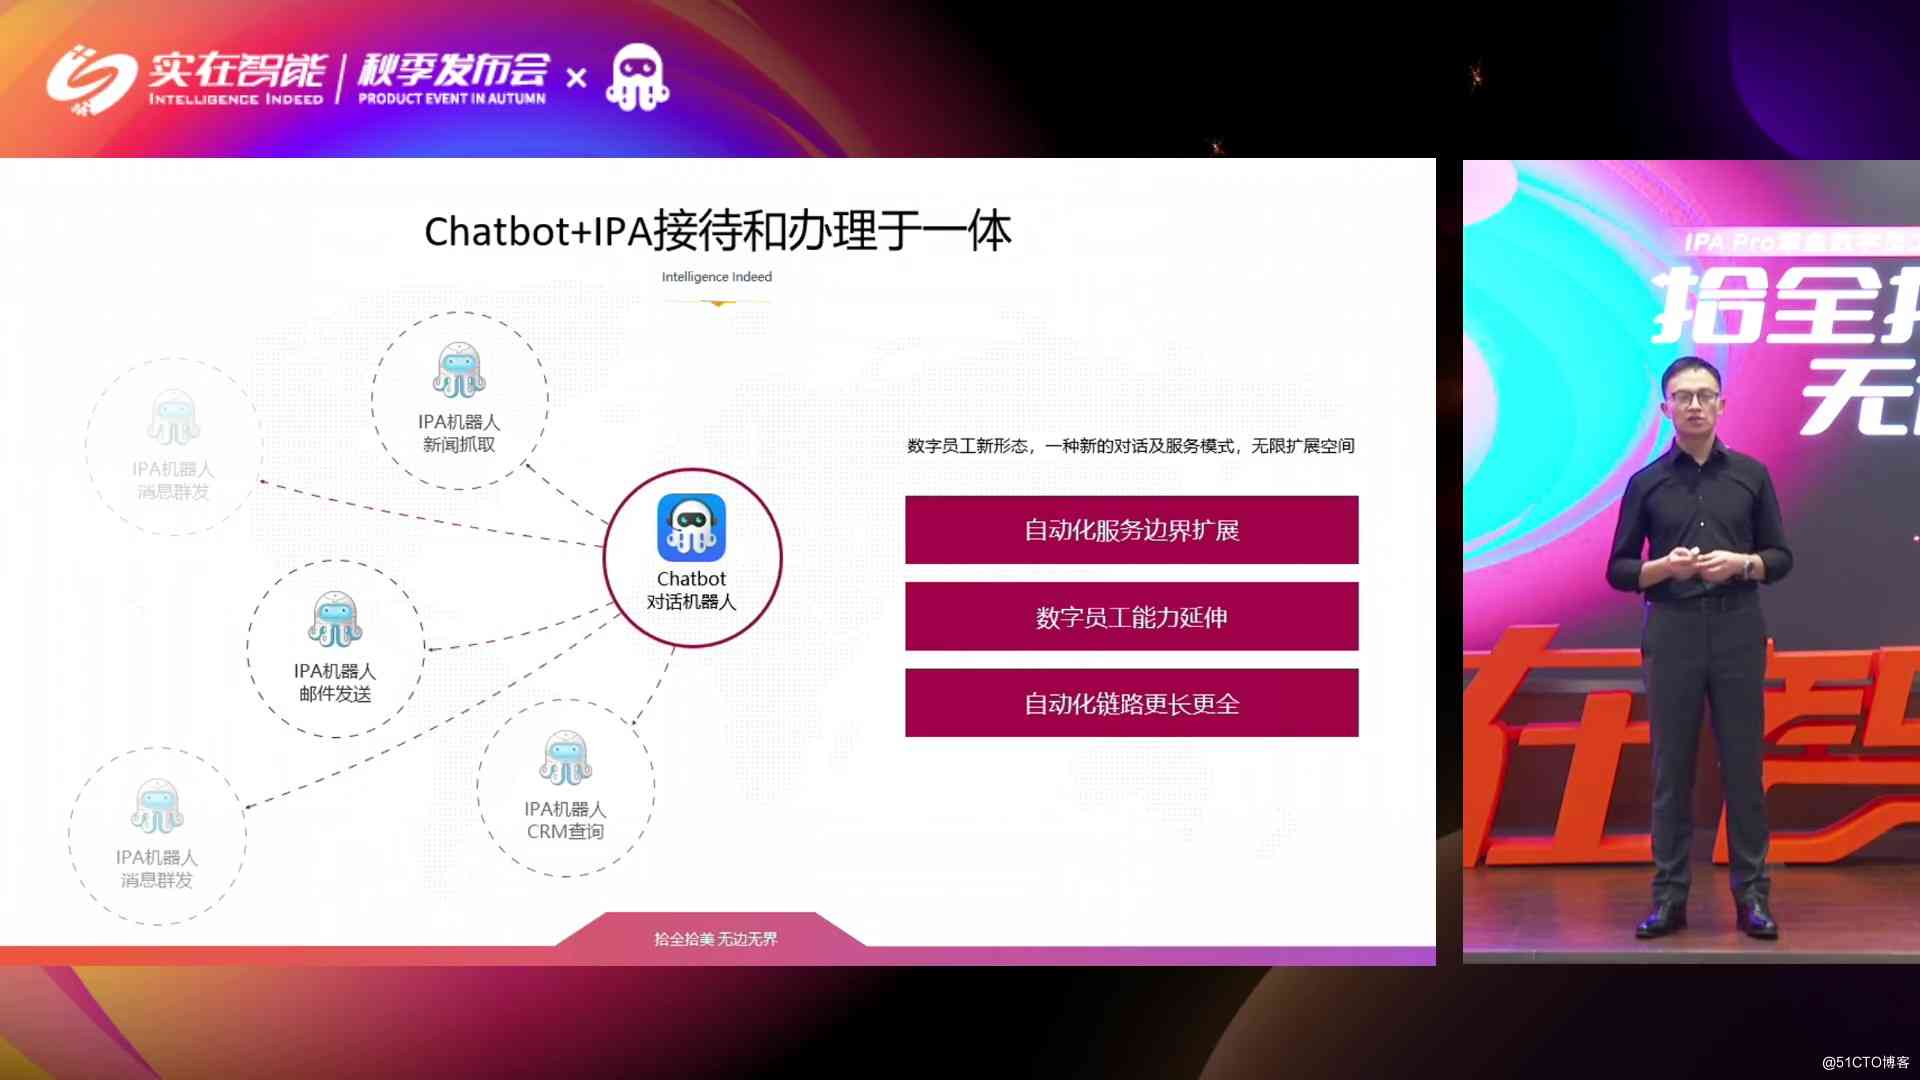 实在智能
INTELLIGENCE INDEED
秋季发布会
PRODUCT EVENT IN AUTUMN
×
Chatbot+IPA接待和办理于一体
Intelligence Indeed
IPA机器人
新闻抓取
IPA机器人
消息群发
Chatbot
对话机器人
IPA机器人
邮件发送
IPA机器人
CRM查询
IPA机器人
消息群发
数字员工新形态，一种新的对话及服务模式，无限扩展空间
自动化服务边界扩展
数字员工能力延伸
自动化链路更长更全
拾全拾美 无边无界
IPA Pro
拾全拾
无
在智
@51CTO博客